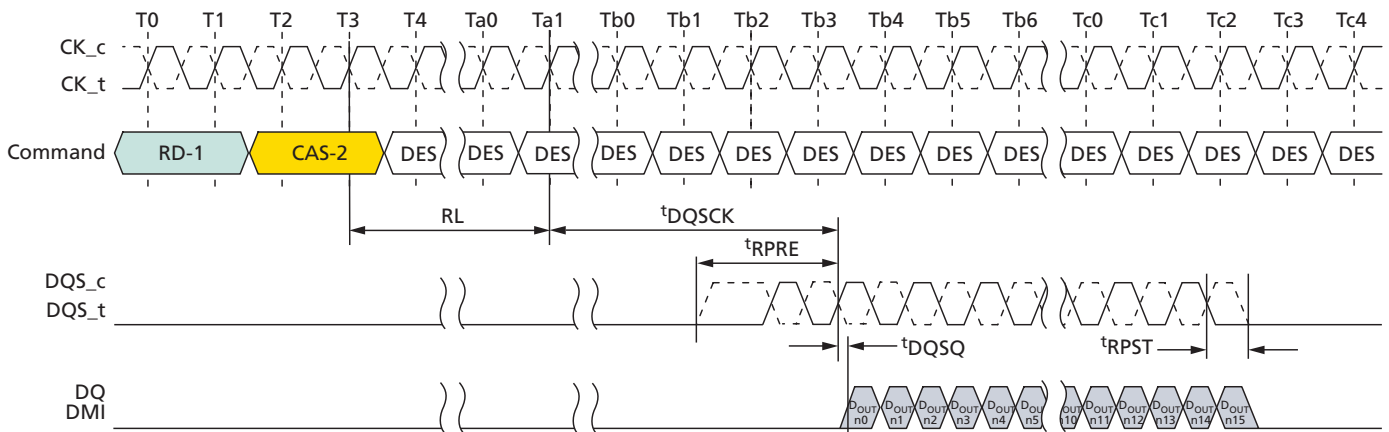 T0 T1 T2 T3 T4 Ta0 Ta1 Tb0 Tb1 Tb2 Tb3 Tb4 Tb5 Tb6 Tc0 Tc1 Tc2 Tc3 Tc4
CK_c
CK_t
Command RD-1 CAS-2 DES DES DES DES DES DES DES DES DES DES DES DES DES DES DES
RL tDQSCK
tRPRE
DQS_c
DQS_t
tDQSQ tRPST
DQ
DMI
DOUT n0 DOUT n1 DOUT n2 DOUT n3 DOUT n4 DOUT n5 DOUT n10 DOUT n11 DOUT n12 DOUT n13 DOUT n14 DOUT n15